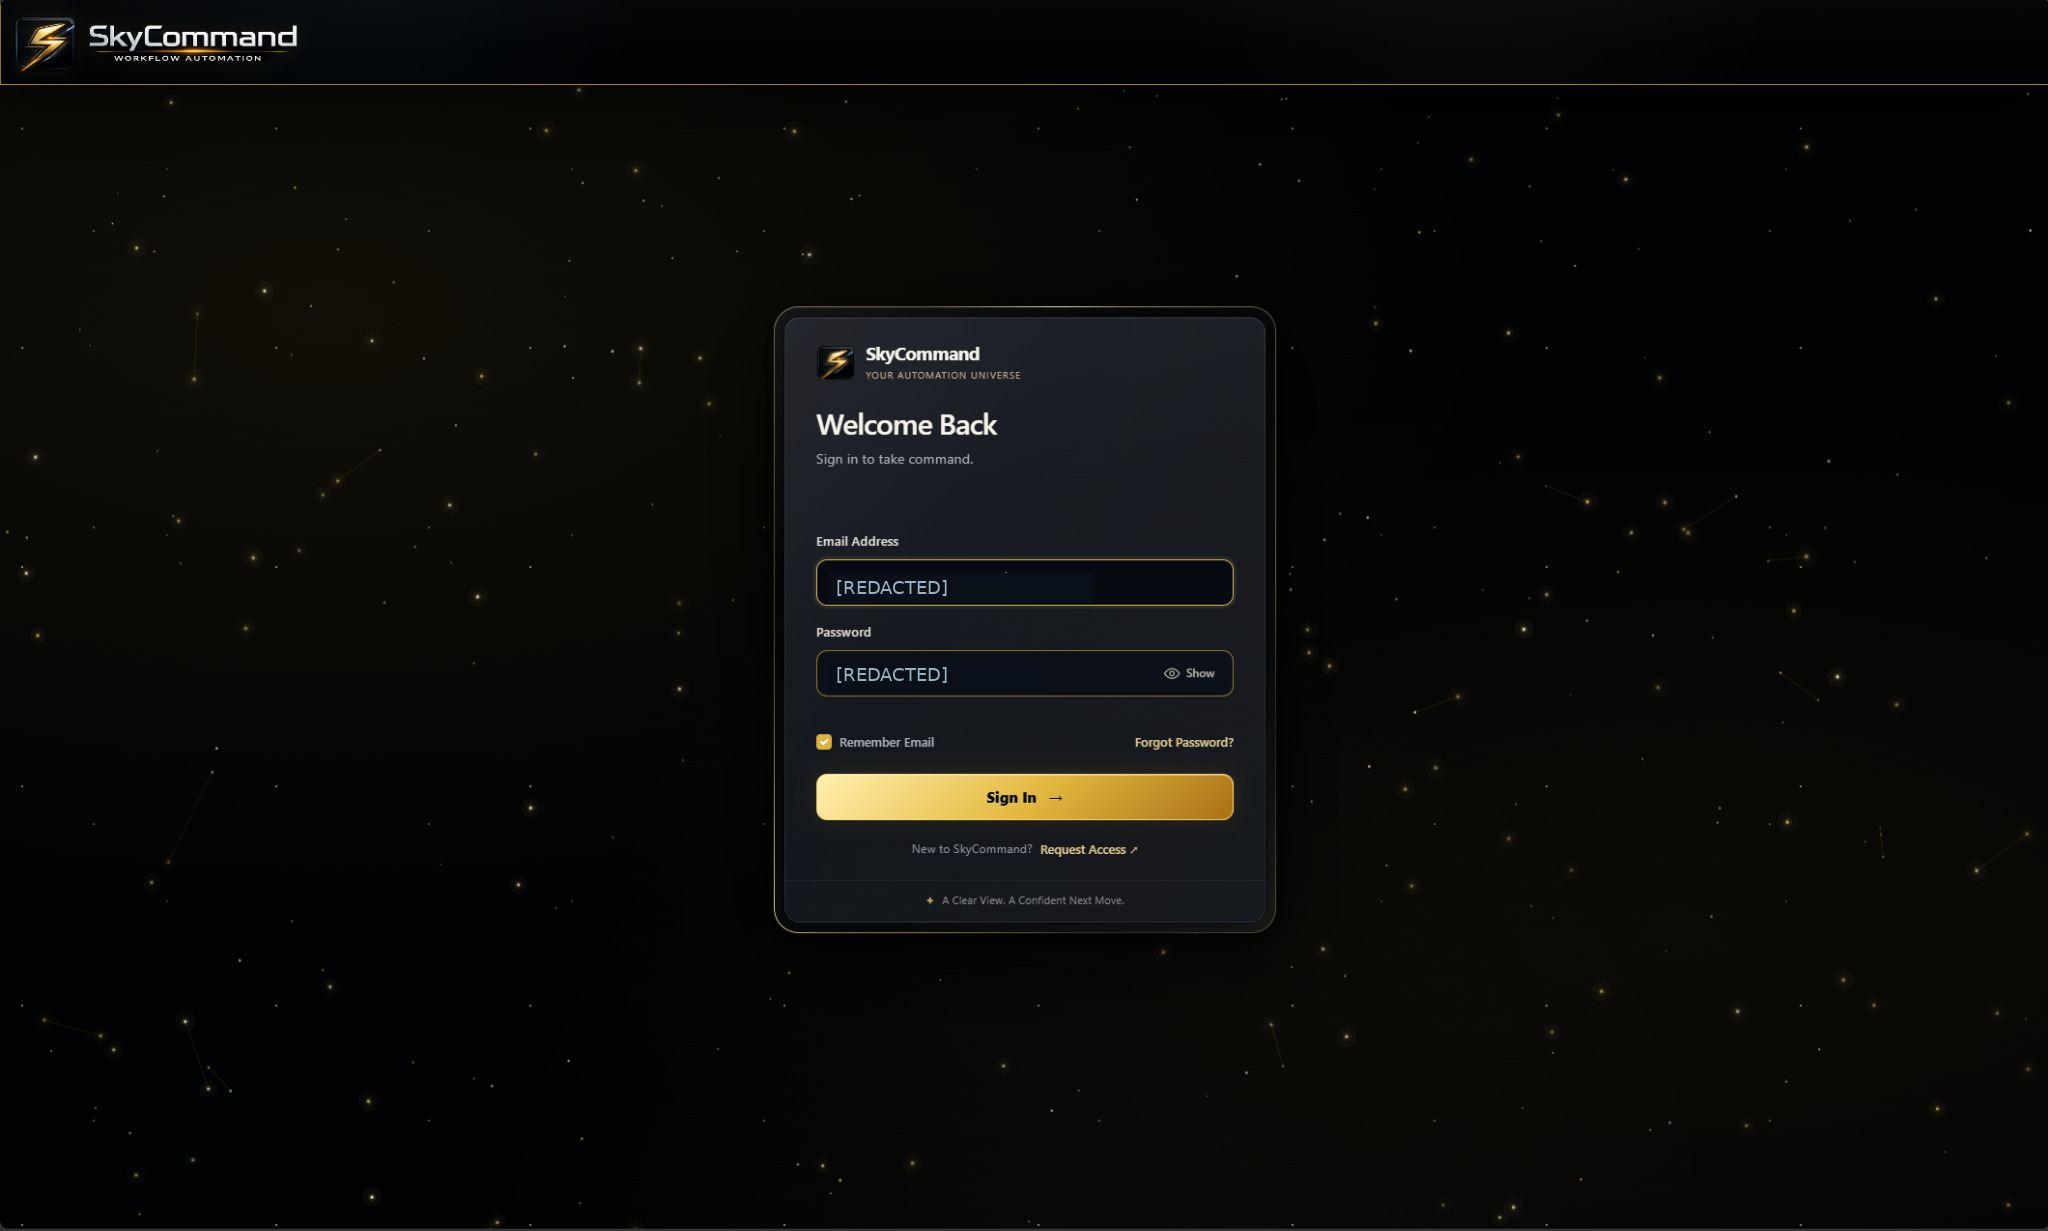 SkyCommand
WORKFLOW AUTOMATION
SkyCommand
YOUR AUTOMATION UNIVERSE
Welcome Back
Sign in to take command.
Email Address
[REDACTED]
Password
[REDACTED]
Show
Remember Email
Forgot Password?
Sign In →
New to SkyCommand? Request Access ↗
✦ A Clear View. A Confident Next Move.